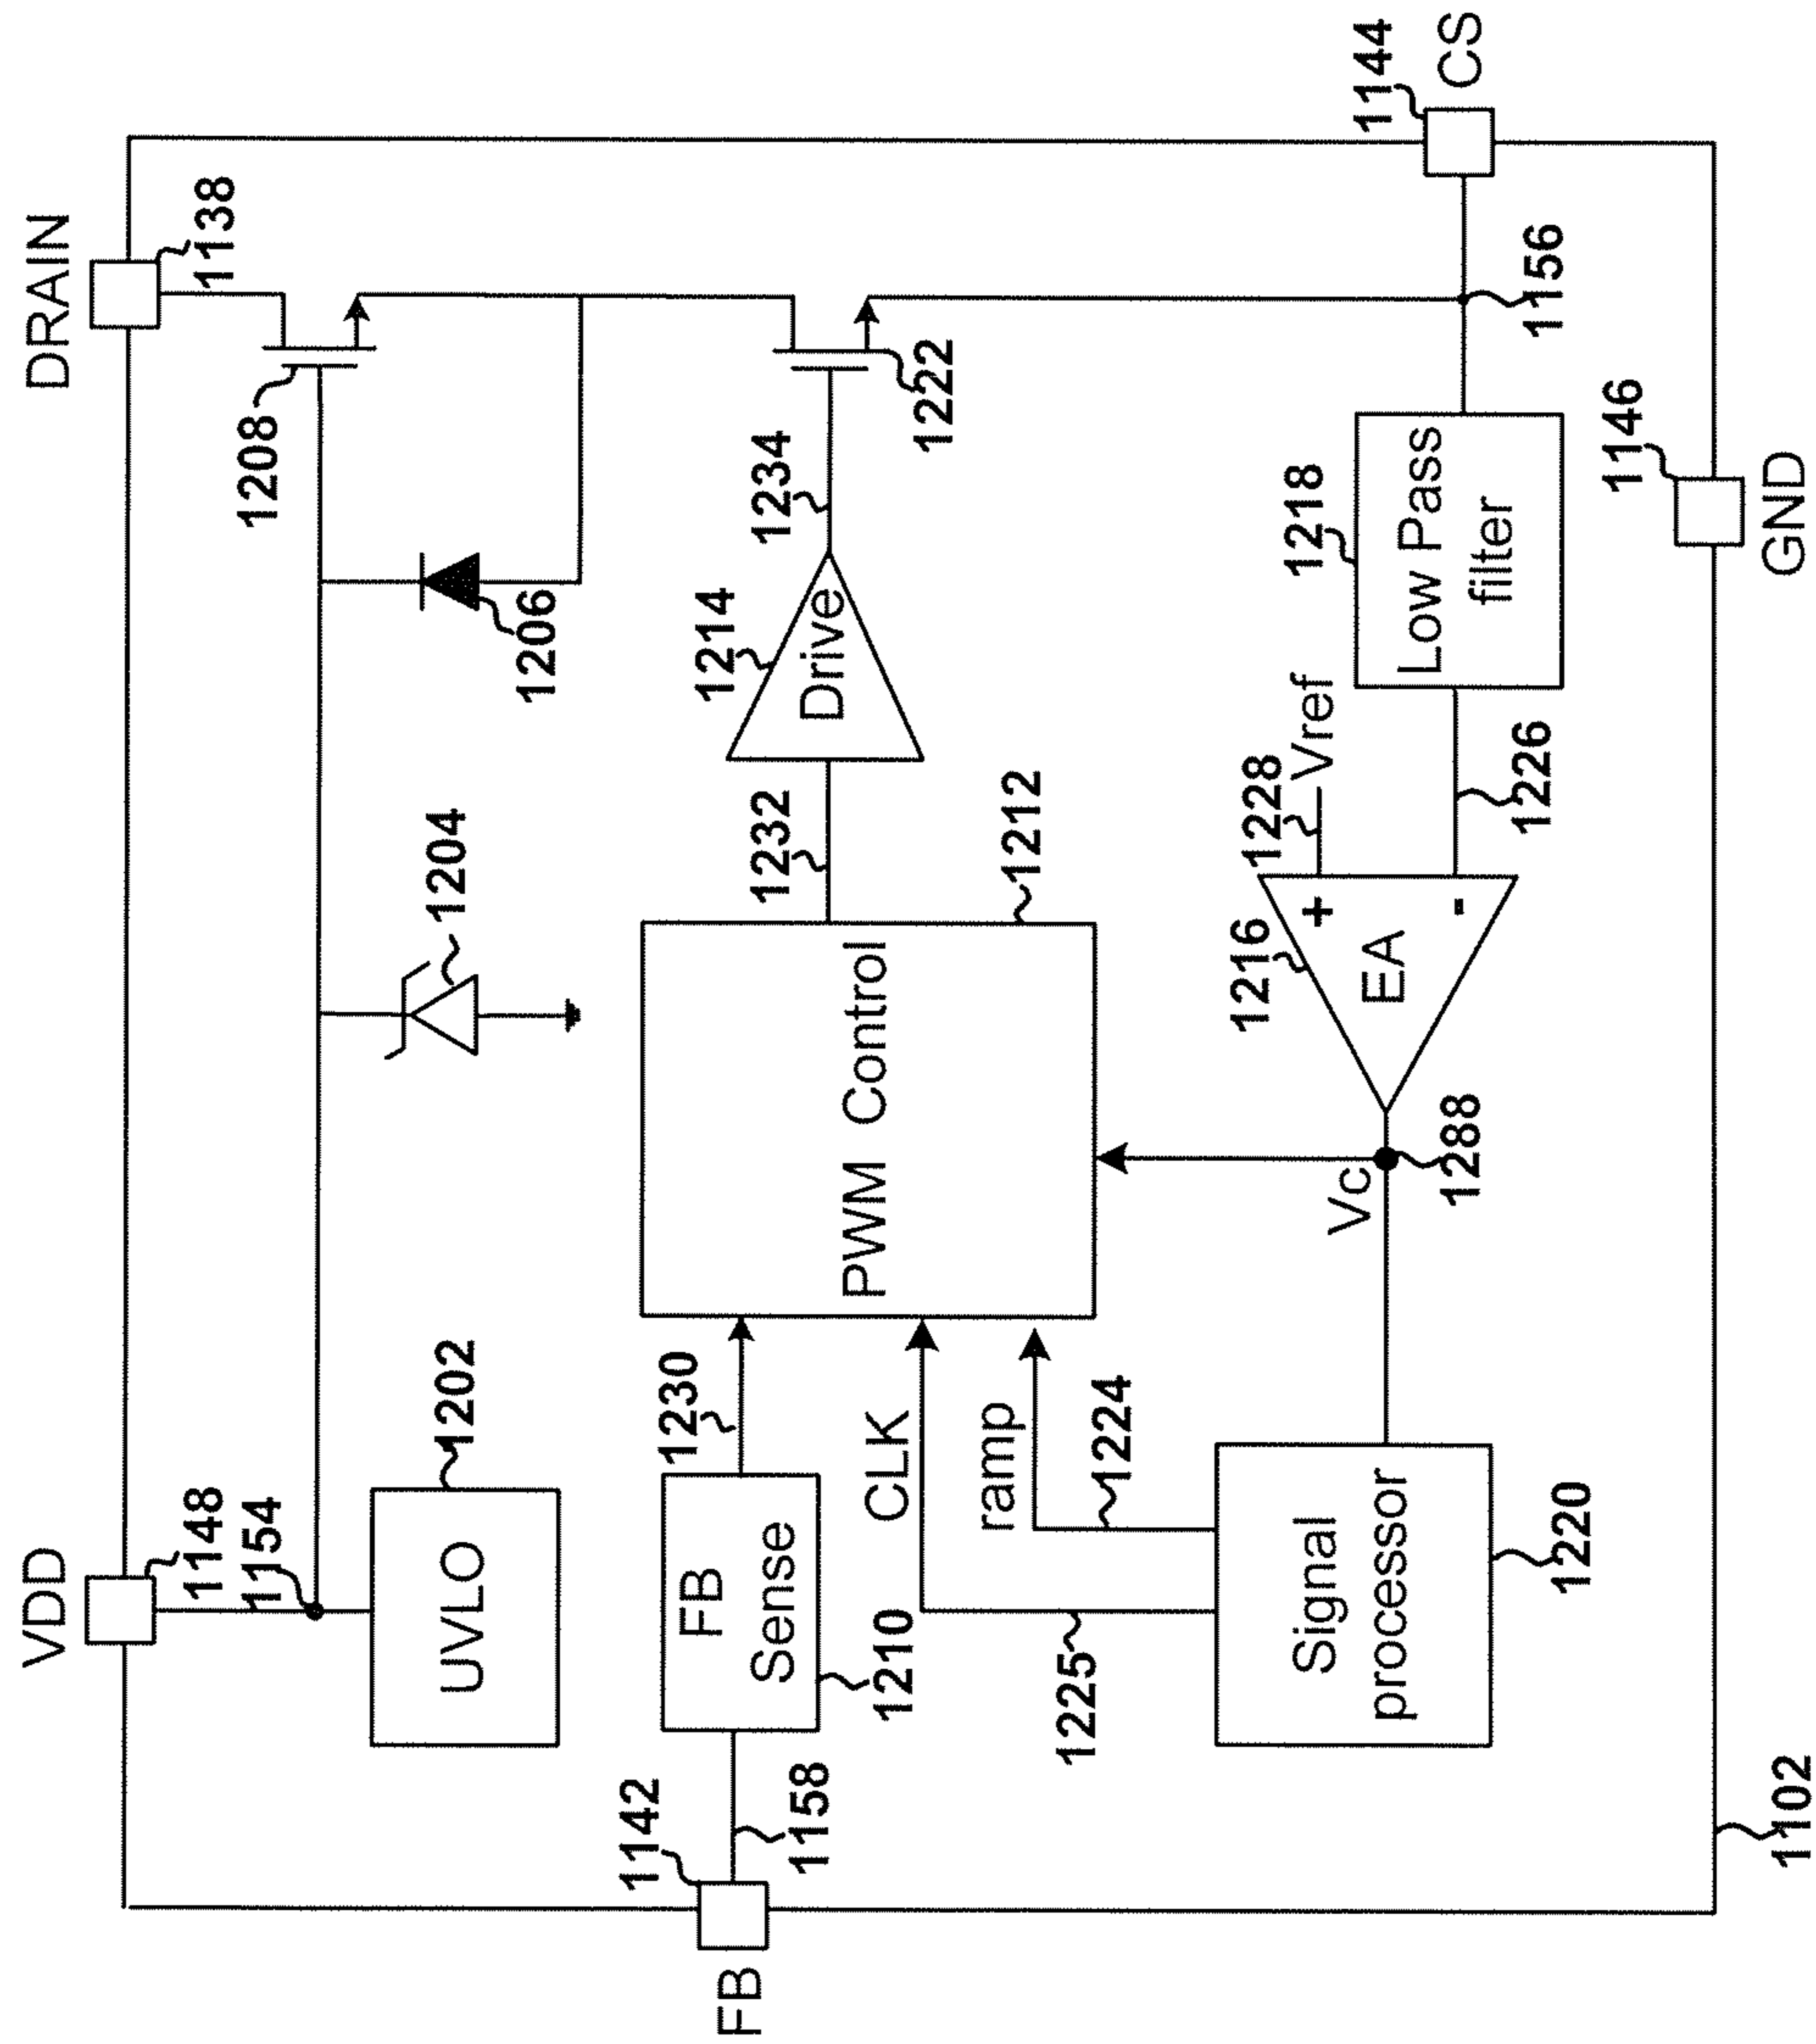 VDD
1148
1154
UVLO
1202
1204
1206
1208
DRAIN
1138
FB
1142
1158
FB
Sense
1210
1230
PWM Control
1212
1232
Drive
1214
1234
1222
CLK
ramp
1225
1224
Signal
processor
1220
Vc
1288
EA
+
-
1216
1228
Vref
1226
Low Pass
filter
1218
1156
1144
CS
1146
GND
1102